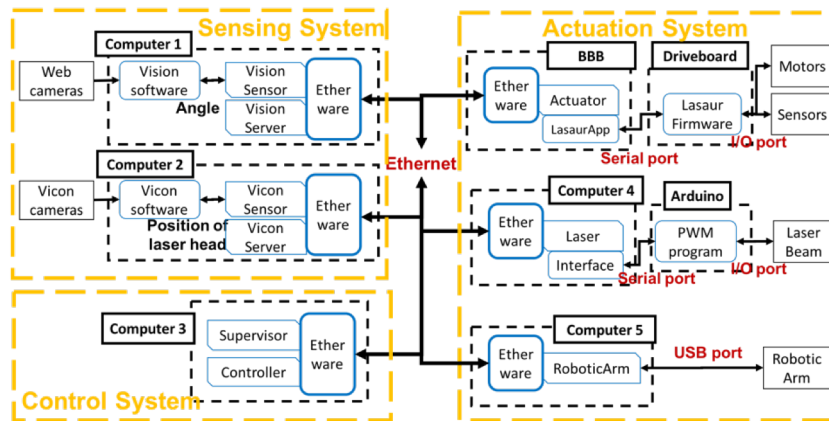 Sensing System
Computer 1
Web
cameras
Vision
software
Angle
Vision
Sensor
Vision
Server
Ether
ware
Computer 2
Vicon
cameras
Vicon
software
Position of
laser head
Vicon
Sensor
Vicon
Server
Ether
ware
Computer 3
Supervisor
Controller
Ether
ware
Control System
Ethernet
Actuation System
BBB
Driveboard
Ether
ware
Actuator
LasaurApp
Serial port
Lasaur
Firmware
I/O port
Motors
Sensors
Computer 4
Arduino
Ether
ware
Laser
Interface
Serial port
PWM
program
I/O port
Laser
Beam
Computer 5
Ether
ware
RoboticArm
USB port
Robotic
Arm